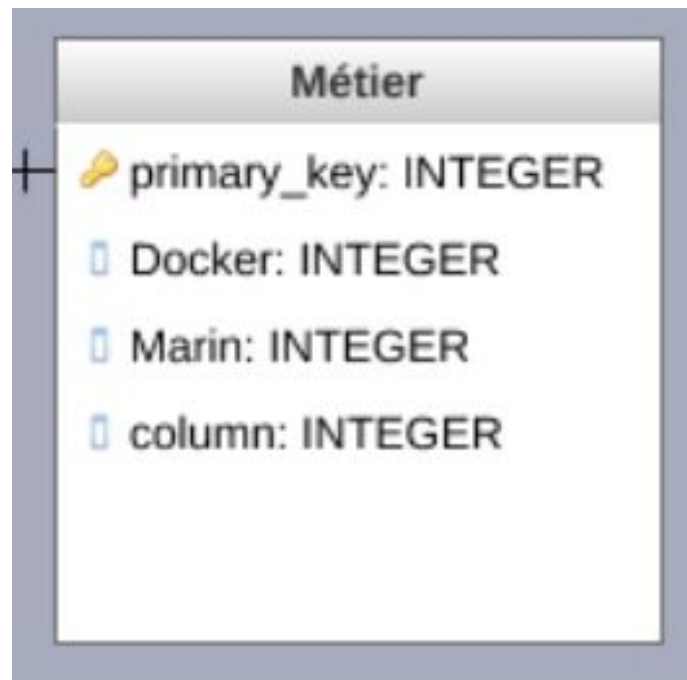 Métier
primary_key: INTEGER
Docker: INTEGER
Marin: INTEGER
column: INTEGER